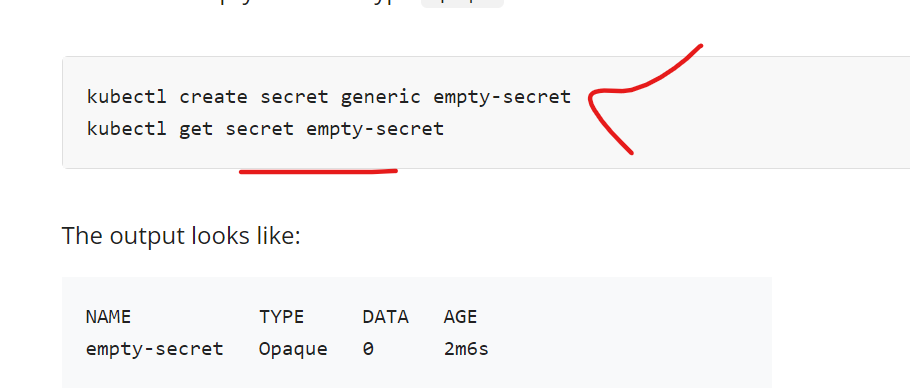 kubectl create secret generic empty-secret
kubectl get secret empty-secret
The output looks like:
NAME TYPE DATA AGE
empty-secret Opaque 0 2m6s